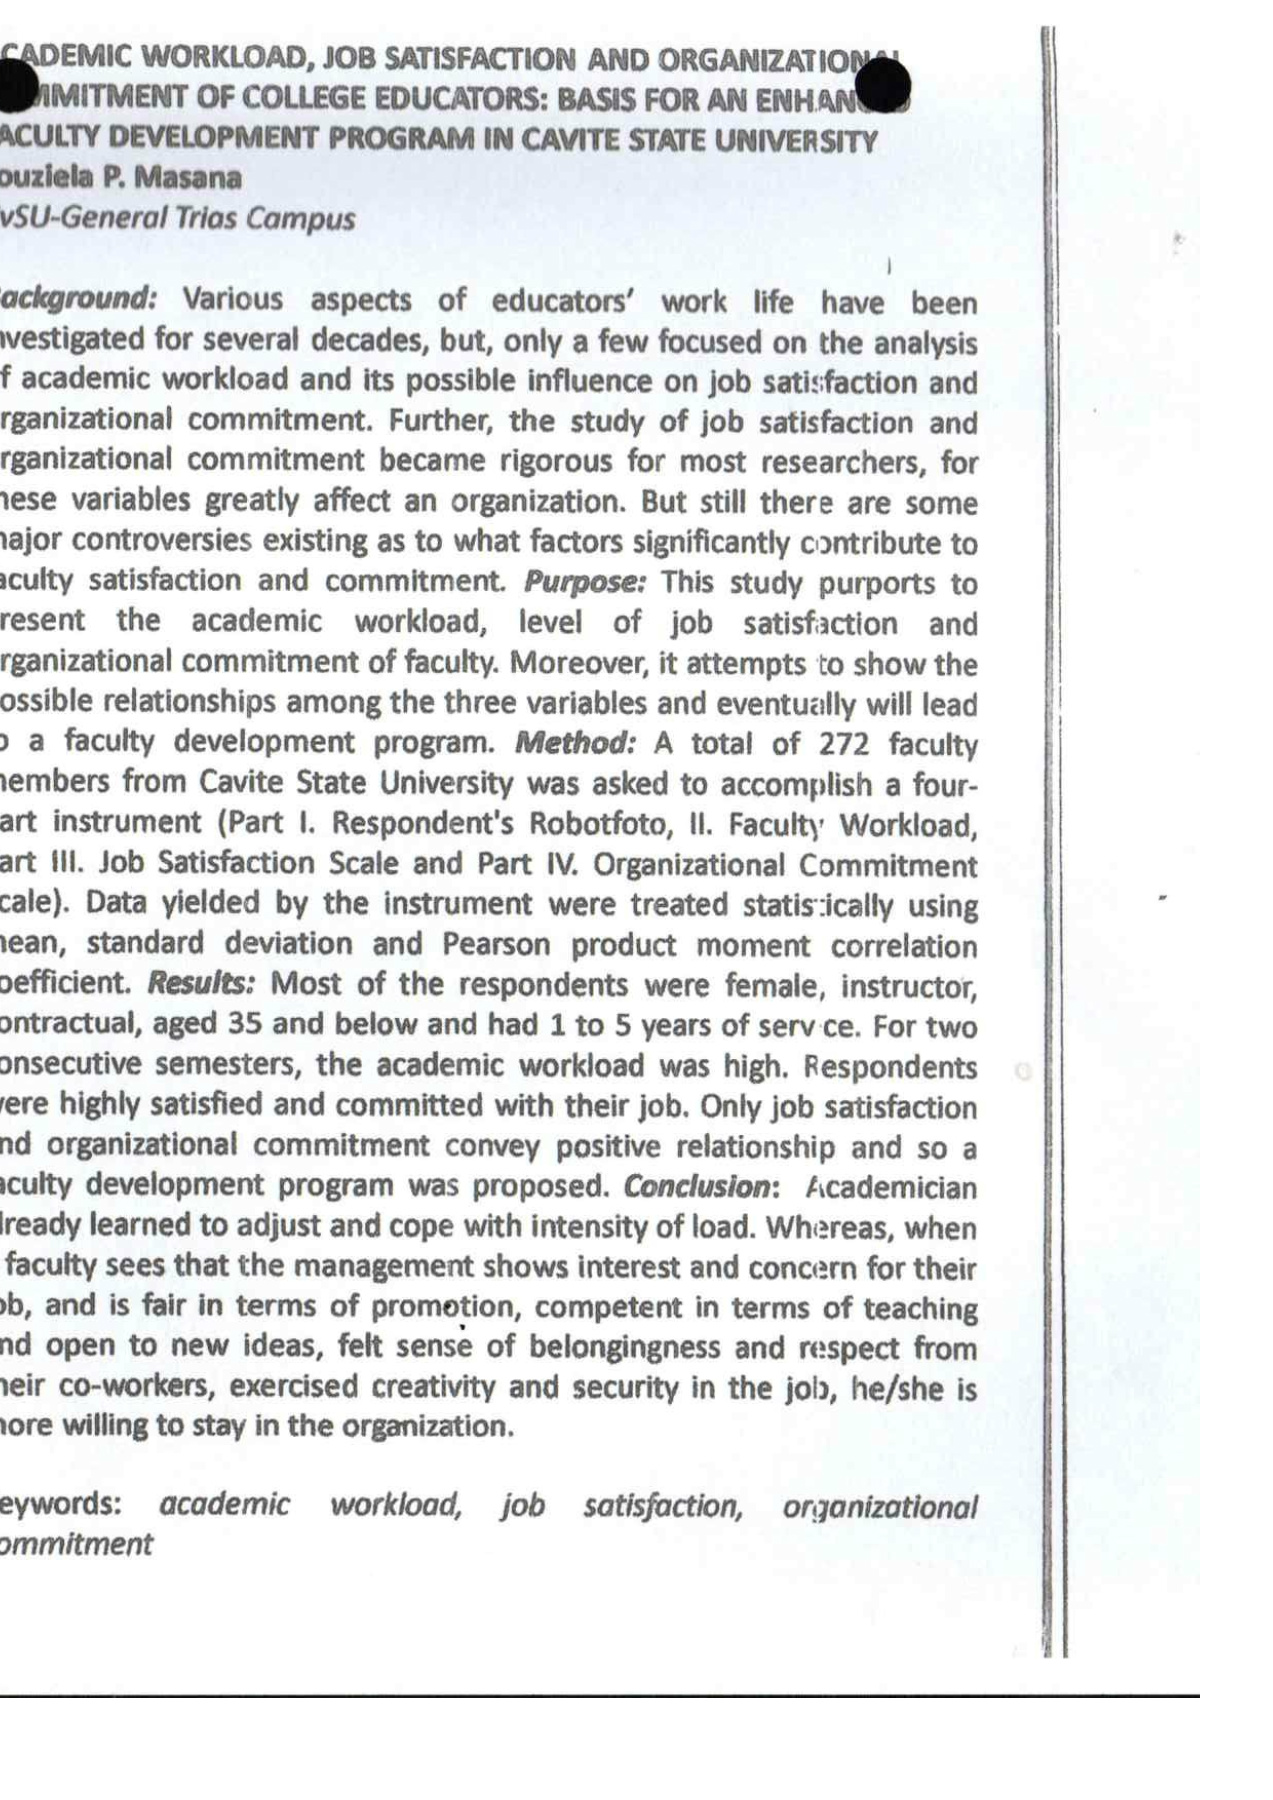 CADEMIC WORKLOAD, JOB SATISFACTION AND ORGANIZATIONAL
MMITMENT OF COLLEGE EDUCATORS: BASIS FOR AN ENHAN
ACULTY DEVELOPMENT PROGRAM IN CAVITE STATE UNIVERSITY
ouziela P. Masana
vSU-General Trias Campus
ackground: Various aspects of educators' work life have been
nvestigated for several decades, but, only a few focused on the analysis
f academic workload and its possible influence on job satisfaction and
rganizational commitment. Further, the study of job satisfaction and
rganizational commitment became rigorous for most researchers, for
hese variables greatly affect an organization. But still there are some
najor controversies existing as to what factors significantly contribute to
aculty satisfaction and commitment. Purpose: This study purports to
resent the academic workload, level of job satisfaction and
rganizational commitment of faculty. Moreover, it attempts to show the
ossible relationships among the three variables and eventually will lead
o a faculty development program. Method: A total of 272 faculty
nembers from Cavite State University was asked to accomplish a four-
art instrument (Part I. Respondent's Robotfoto, II. Faculty Workload,
art III. Job Satisfaction Scale and Part IV. Organizational Commitment
cale). Data yielded by the instrument were treated statistically using
nean, standard deviation and Pearson product moment correlation
oefficient. Results: Most of the respondents were female, instructor,
ontractual, aged 35 and below and had 1 to 5 years of service. For two
onsecutive semesters, the academic workload was high. Respondents
vere highly satisfied and committed with their job. Only job satisfaction
nd organizational commitment convey positive relationship and so a
aculty development program was proposed. Conclusion: Academician
lready learned to adjust and cope with intensity of load. Whereas, when
faculty sees that the management shows interest and concern for their
ob, and is fair in terms of promotion, competent in terms of teaching
nd open to new ideas, felt sense of belongingness and respect from
heir co-workers, exercised creativity and security in the job, he/she is
nore willing to stay in the organization.
eywords: academic workload, job satisfaction, organizational
ommitment